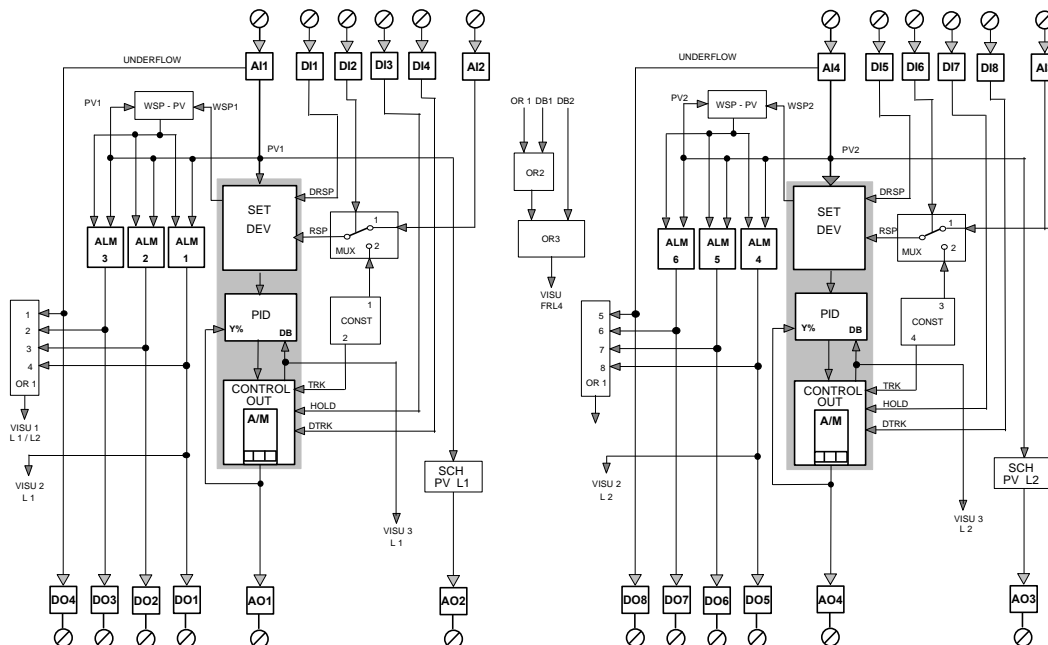 AI1
DI1
DI2
DI3
DI4
AI2
UNDERFLOW
PV1
WSP - PV
WSP1
PV1
SET
DEV
DRSP
RSP
1
2
MUX
ALM
3
ALM
2
ALM
1
PID
Y%
DB
1
CONST
2
1
2
3
4
OR 1
VISU 1
L 1 / L2
CONTROL
OUT
A/M
TRK
HOLD
DTRK
VISU 2
L 1
SCH
PV L1
VISU 3
L 1
DO4
DO3
DO2
DO1
AO1
AO2
OR 1 DB1 DB2
OR2
OR3
VISU
FRL4
AI4
DI5
DI6
DI7
DI8
UNDERFLOW
PV2
WSP - PV
WSP2
PV2
SET
DEV
DRSP
RSP
1
2
MUX
ALM
6
ALM
5
ALM
4
PID
Y%
DB
3
CONST
4
5
6
7
8
OR 1
CONTROL
OUT
A/M
TRK
HOLD
DTRK
VISU 2
L 2
SCH
PV L2
VISU 3
L 2
DO8
DO7
DO6
DO5
AO4
AO3